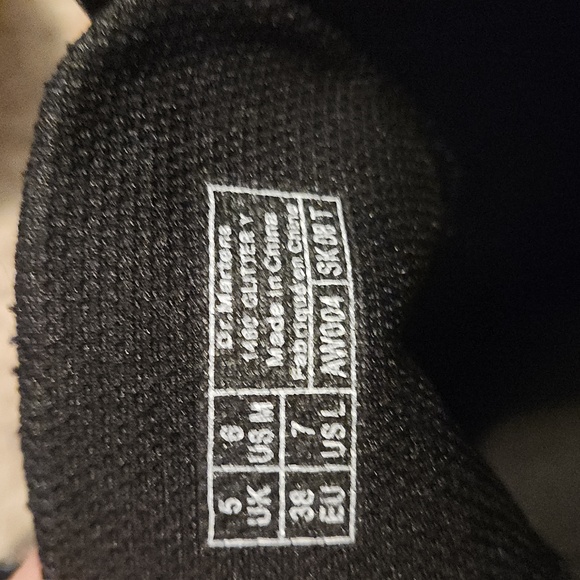 Dr. Martens
1460 GLITTER Y
Made in China
Fabriqué en Chine
AW004 SK08T
5 UK
6 US M
38 EU
7 US L